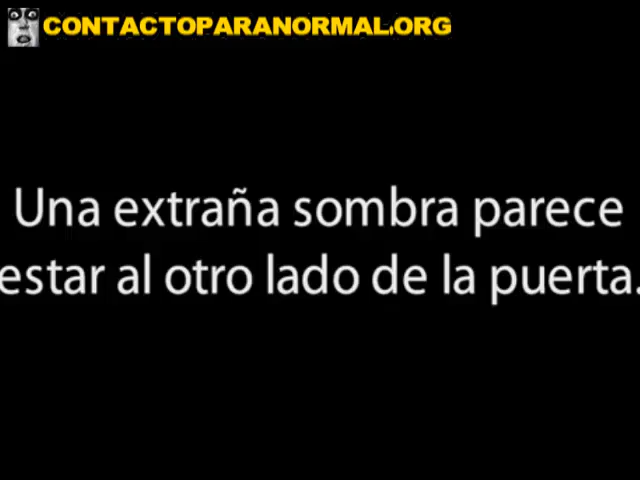 CONTACTOPARANORMAL.ORG
Una extraña sombra parece
estar al otro lado de la puerta.